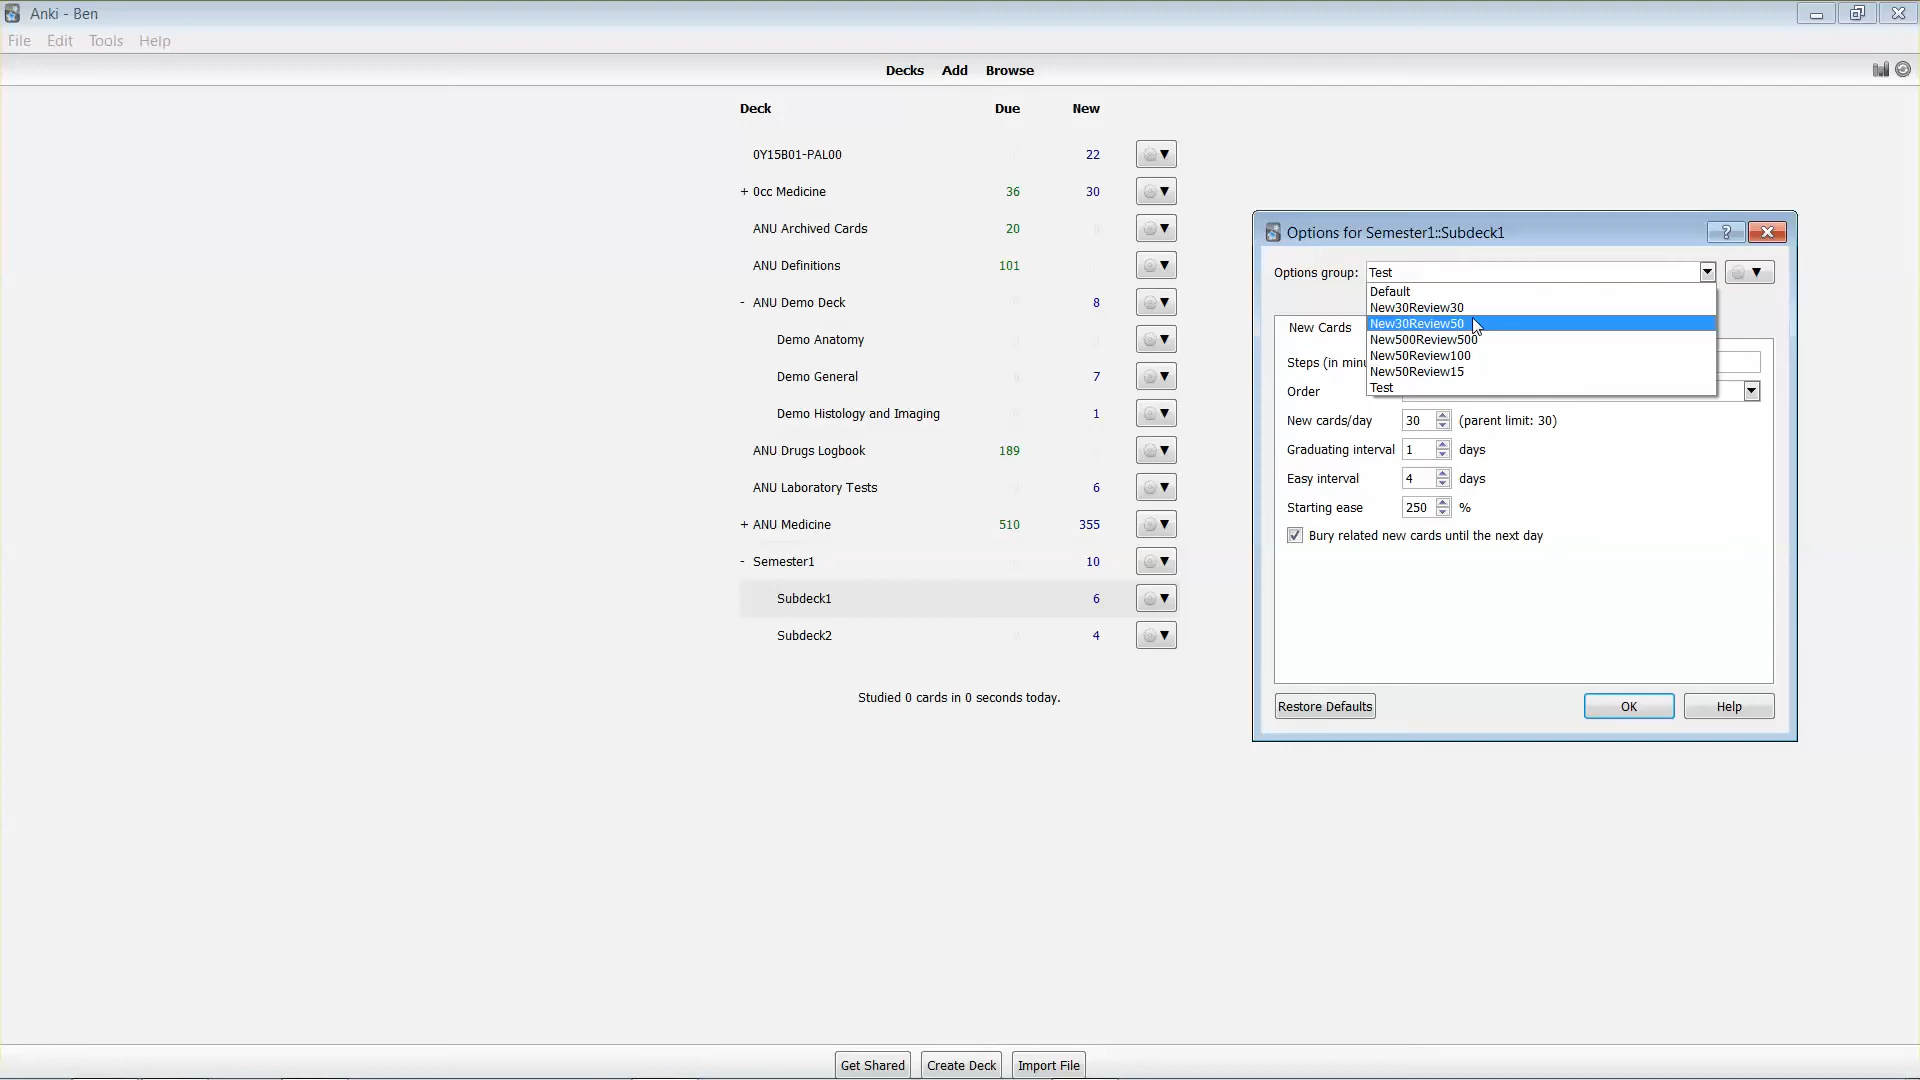 Anki - Ben
File Edit Tools Help
Decks Add Browse
Deck Due New
0Y15B01-PAL00 22
+ 0cc Medicine 36 30
ANU Archived Cards 20
ANU Definitions 101
- ANU Demo Deck 8
Demo Anatomy
Demo General 7
Demo Histology and Imaging 1
ANU Drugs Logbook 189
ANU Laboratory Tests 6
+ ANU Medicine 510 355
- Semester1 10
Subdeck1 6
Subdeck2 4
Studied 0 cards in 0 seconds today.
Options for Semester1::Subdeck1
Options group: Test
Default
New30Review30
New30Review50
New500Review500
New50Review100
New50Review15
Test
New Cards
Steps (in minu
Order
New cards/day 30 (parent limit: 30)
Graduating interval 1 days
Easy interval 4 days
Starting ease 250 %
Bury related new cards until the next day
Restore Defaults OK Help
Get Shared Create Deck Import File